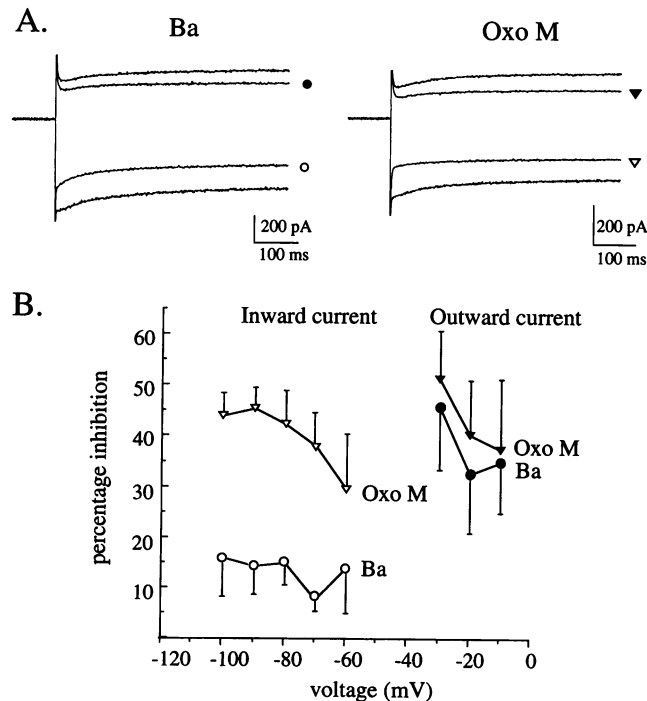 A.
Ba
Oxo M
200 pA
100 ms
200 pA
100 ms
B.
Inward current
Outward current
percentage inhibition
60
50
40
30
20
10
Oxo M
Ba
Oxo M
Ba
-120
-100
-80
-60
-40
-20
0
voltage (mV)